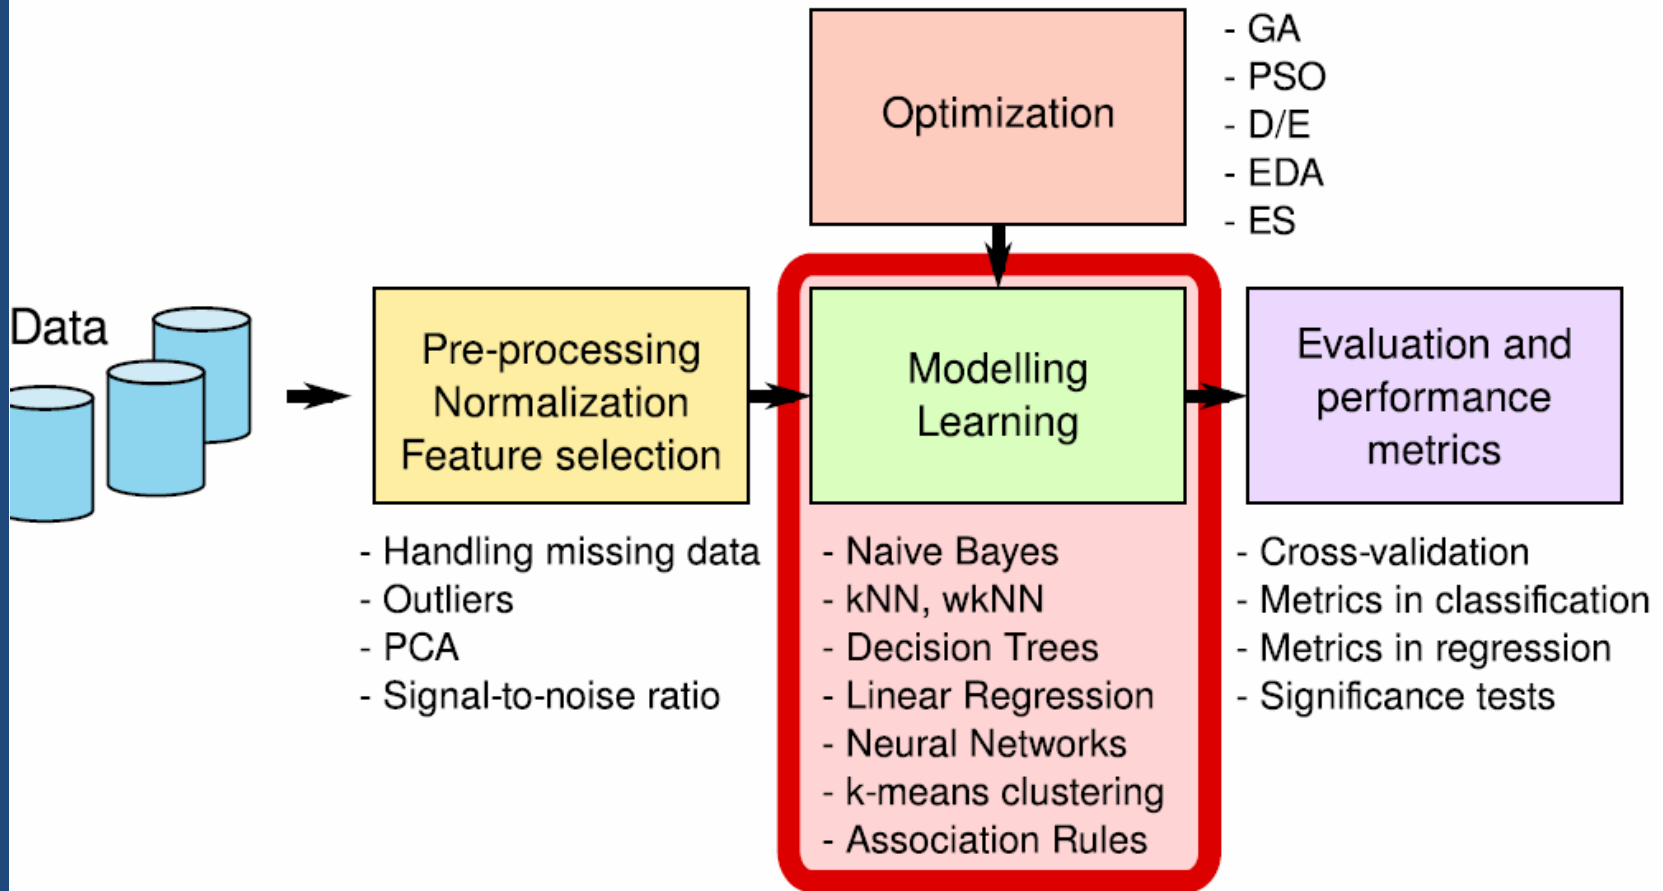 Optimization
- GA
- PSO
- D/E
- EDA
- ES
Data
Pre-processing
Normalization
Feature selection
- Handling missing data
- Outliers
- PCA
- Signal-to-noise ratio
Modelling
Learning
- Naive Bayes
- kNN, wkNN
- Decision Trees
- Linear Regression
- Neural Networks
- k-means clustering
- Association Rules
Evaluation and
performance
metrics
- Cross-validation
- Metrics in classification
- Metrics in regression
- Significance tests